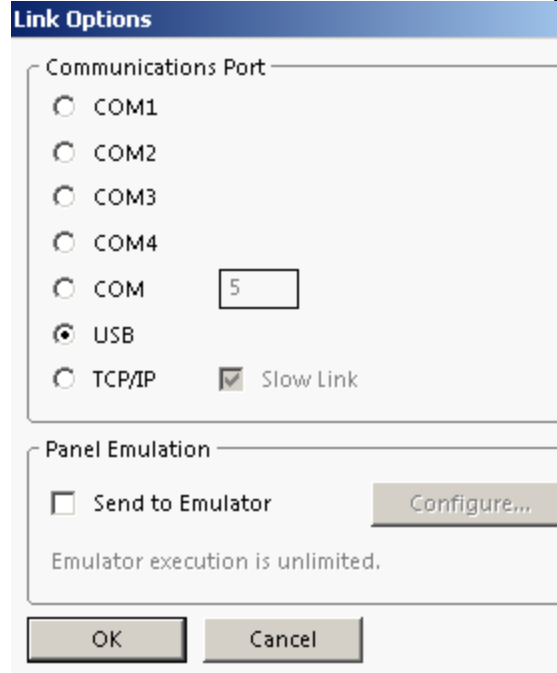 Link Options
Communications Port
COM1
COM2
COM3
COM4
COM 5
USB
TCP/IP Slow Link
Panel Emulation
Send to Emulator Configure...
Emulator execution is unlimited.
OK Cancel